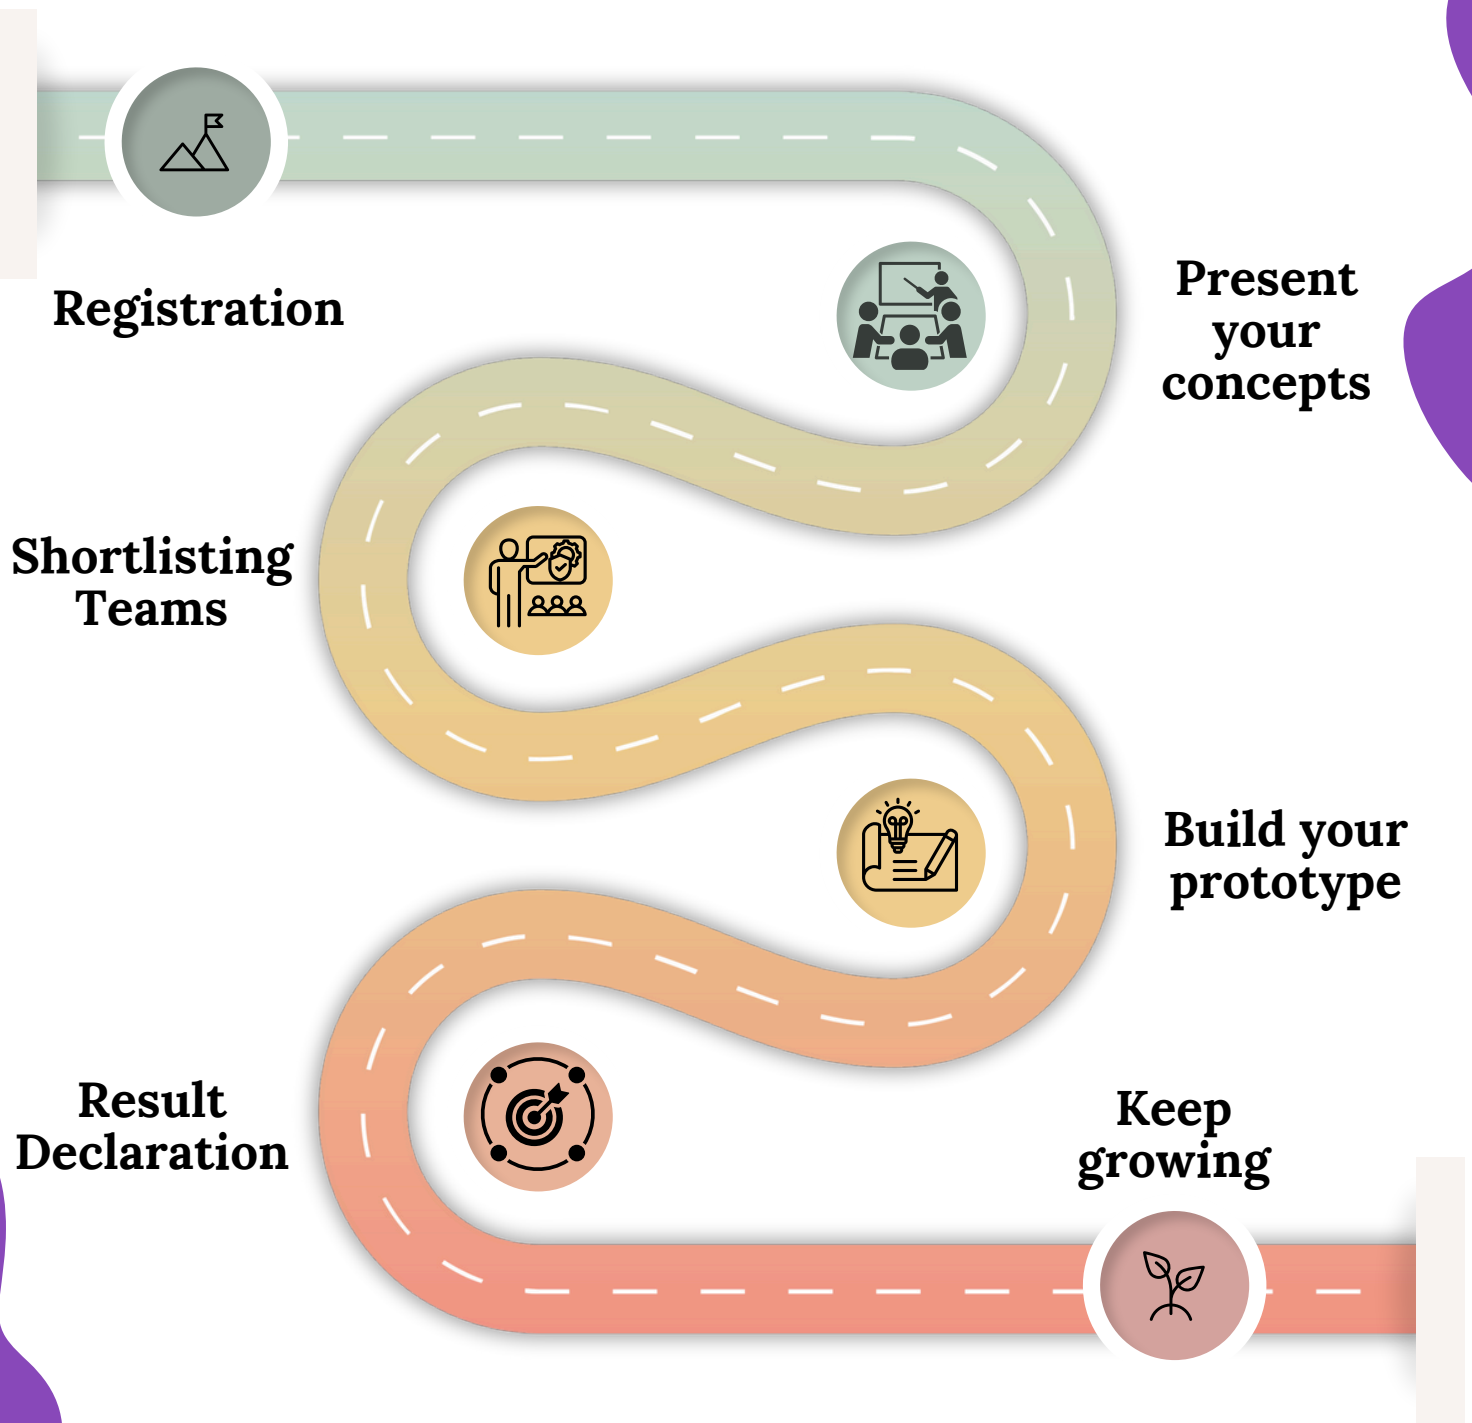 Registration
Present
your
concepts
Shortlisting
Teams
Build your
prototype
Result
Declaration
Keep
growing